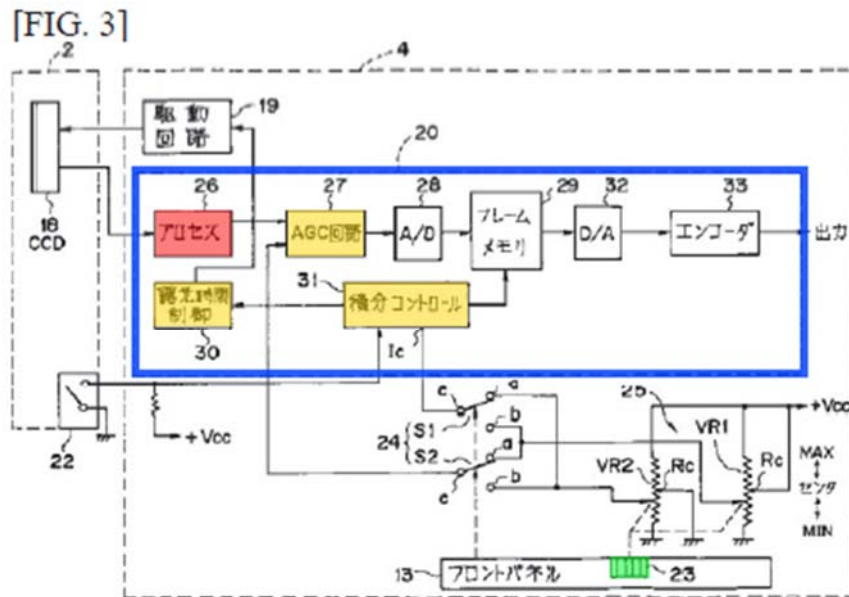 [FIG. 3]
2
4
駆動
回路
19
20
18
CCD
26
プロセス
27
AGC回路
28
A/D
29
フレーム
メモリ
32
D/A
33
エンコーダ
出力
露光時間
制御
30
31
積分コントロール
Ic
22
+Vcc
24
S1
S2
c
a
b
a
c
b
25
+Vcc
VR2
Rc
VR1
Rc
MAX
センタ
MIN
13
フロントパネル
23